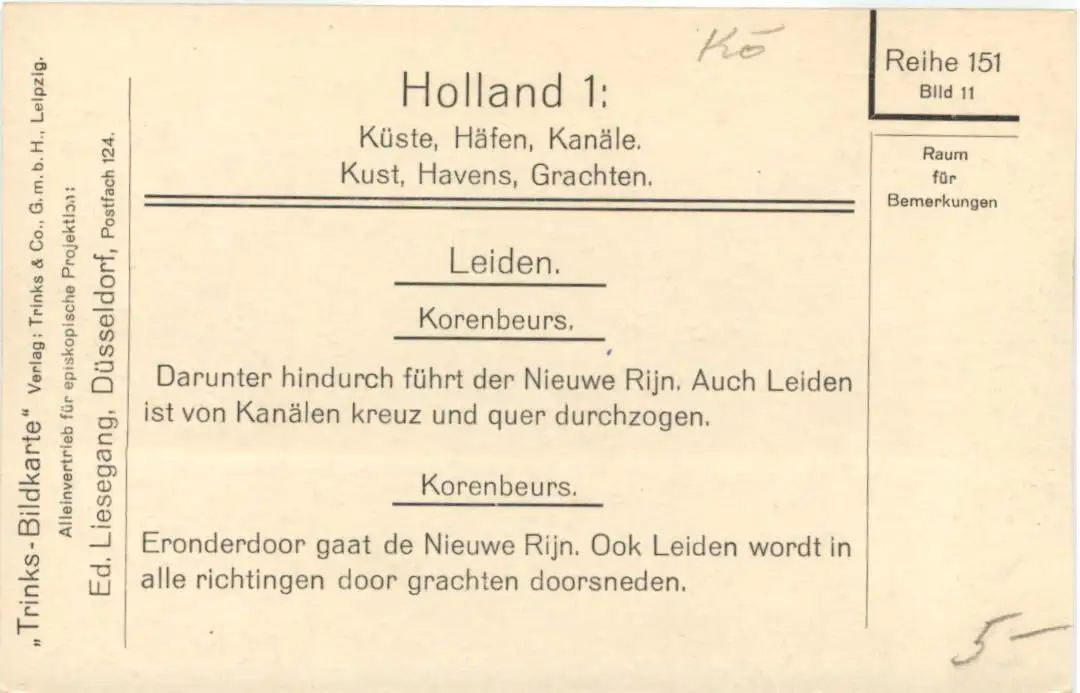 Kō
Holland 1:
Küste, Häfen, Kanäle.
Kust, Havens, Grachten.
Leiden.
Korenbeurs.
Darunter hindurch führt der Nieuwe Rijn. Auch Leiden
ist von Kanälen kreuz und quer durchzogen.
Korenbeurs.
Eronderdoor gaat de Nieuwe Rijn. Ook Leiden wordt in
alle richtingen door grachten doorsneden.
Reihe 151
Bild 11
Raum
für
Bemerkungen
5 —
„Trinks-Bildkarte“ Verlag: Trinks & Co., G.m.b.H., Leipzig.
Alleinvertrieb für episkopische Projektion:
Ed. Liesegang, Düsseldorf, Postfach 124.